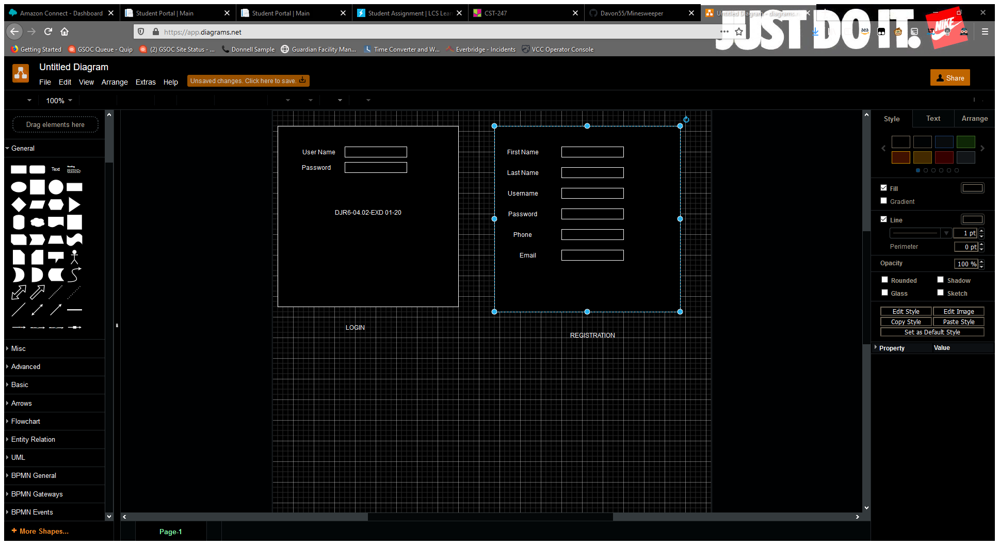 Amazon Connect - Dashboard
Student Portal | Main
Student Portal | Main
Student Assignment | LCS Lear
CST-247
Davon55/Minesweeper
Untitled Diagram - diagrams.n
JUST DO IT.
NIKE
https://app.diagrams.net
Getting Started
GSOC Queue - Quip
(2) GSOC Site Status - ...
Donnell Sample
Guardian Facility Man...
Time Converter and W...
Everbridge - Incidents
VCC Operator Console
Untitled Diagram
File Edit View Arrange Extras Help
Unsaved changes. Click here to save.
Share
100%
Drag elements here
General
Text
Heading
Misc
Advanced
Basic
Arrows
Flowchart
Entity Relation
UML
BPMN General
BPMN Gateways
BPMN Events
+ More Shapes...
User Name
Password
DJR6-04.02-EXD 01-20
LOGIN
First Name
Last Name
Username
Password
Phone
Email
REGISTRATION
Page-1
Style Text Arrange
Fill
Gradient
Line
1 pt
Perimeter 0 pt
Opacity 100 %
Rounded Shadow
Glass Sketch
Edit Style Edit Image
Copy Style Paste Style
Set as Default Style
Property Value